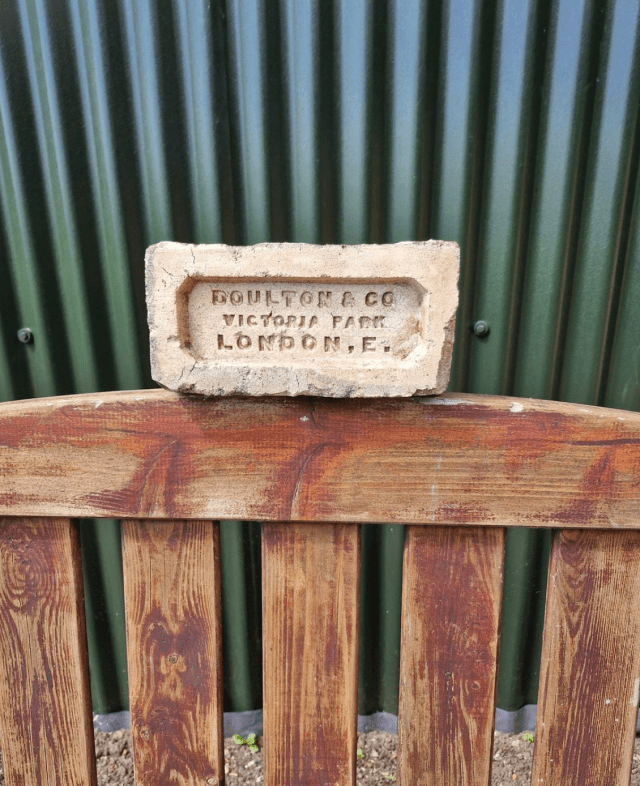 DOULTON & CO
VICTORIA PARK
LONDON, E.